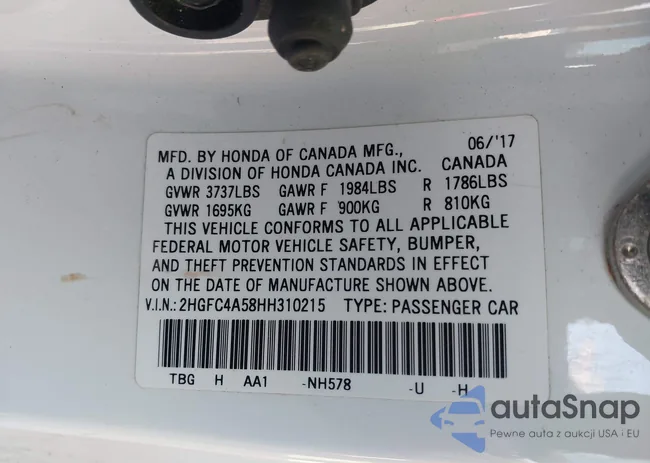 MFD. BY HONDA OF CANADA MFG., 06/'17
A DIVISION OF HONDA CANADA INC. CANADA
GVWR 3737LBS GAWR F 1984LBS R 1786LBS
GVWR 1695KG GAWR F 900KG R 810KG
THIS VEHICLE CONFORMS TO ALL APPLICABLE
FEDERAL MOTOR VEHICLE SAFETY, BUMPER,
AND THEFT PREVENTION STANDARDS IN EFFECT
ON THE DATE OF MANUFACTURE SHOWN ABOVE.
V.I.N.: 2HGFC4A58HH310215 TYPE: PASSENGER CAR
TBG H AA1 -NH578 -U -H
autaSnap
Pewne auta z aukcji USA i EU